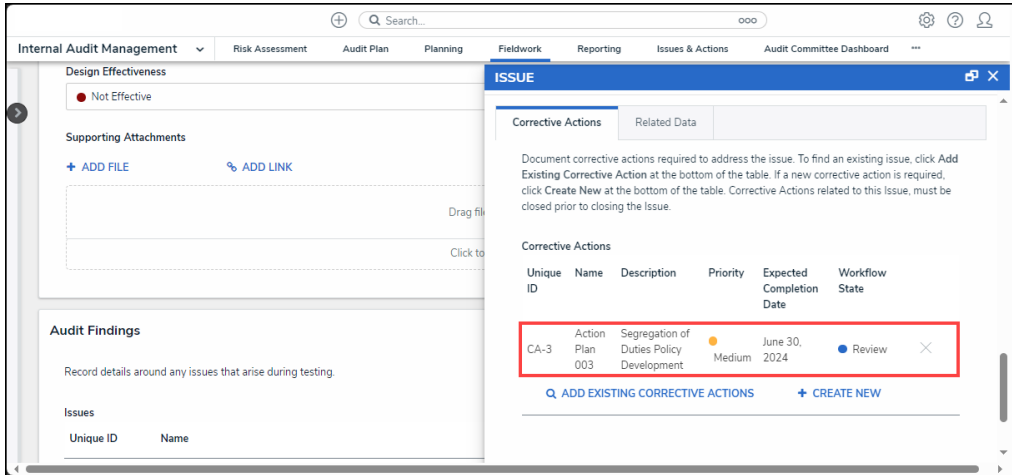 Search...
Internal Audit Management
Risk Assessment
Audit Plan
Planning
Fieldwork
Reporting
Issues & Actions
Audit Committee Dashboard
Design Effectiveness
Not Effective
Supporting Attachments
+ ADD FILE
ADD LINK
Drag
Click to
Audit Findings
Record details around any issues that arise during testing.
Issues
Unique ID
Name
ISSUE
Corrective Actions
Related Data
Document corrective actions required to address the issue. To find an existing issue, click Add
Existing Corrective Action at the bottom of the table. If a new corrective action is required,
click Create New at the bottom of the table. Corrective Actions related to this Issue, must be
closed prior to closing the Issue.
Corrective Actions
Unique
ID
Name
Description
Priority
Expected
Completion
Date
Workflow
State
CA-3
Action
Plan
003
Segregation of
Duties Policy
Development
Medium
June 30,
2024
Review
ADD EXISTING CORRECTIVE ACTIONS
+ CREATE NEW